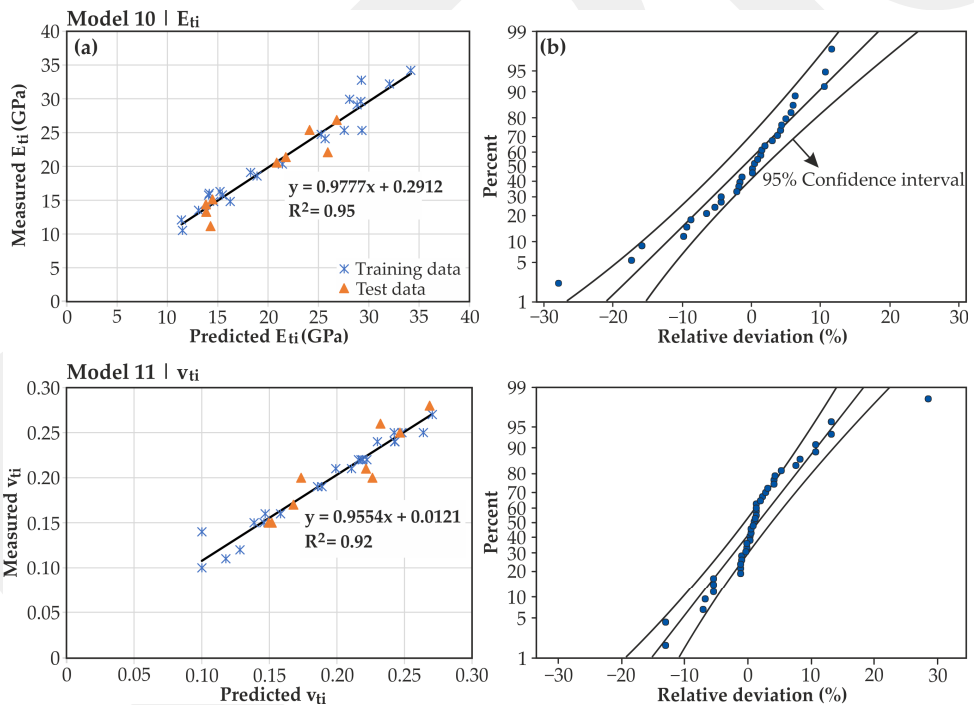 Model 10 | Eti
(a)
40
35
30
25
20
15
10
5
0
Measured Eti (GPa)
y = 0.9777x + 0.2912
R² = 0.95
Training data
Test data
0 5 10 15 20 25 30 35 40
Predicted Eti (GPa)
(b)
99
95
90
80
70
60
50
40
30
20
10
5
1
Percent
95% Confidence interval
−30 −20 −10 0 10 20 30
Relative deviation (%)
Model 11 | vti
0.30
0.25
0.20
0.15
0.10
0.05
0
Measured vti
y = 0.9554x + 0.0121
R² = 0.92
0 0.10 0.15 0.20 0.25 0.30
Predicted vti
99
95
90
80
70
60
50
40
30
20
10
5
1
Percent
−30 −20 −10 0 10 20 30
Relative deviation (%)